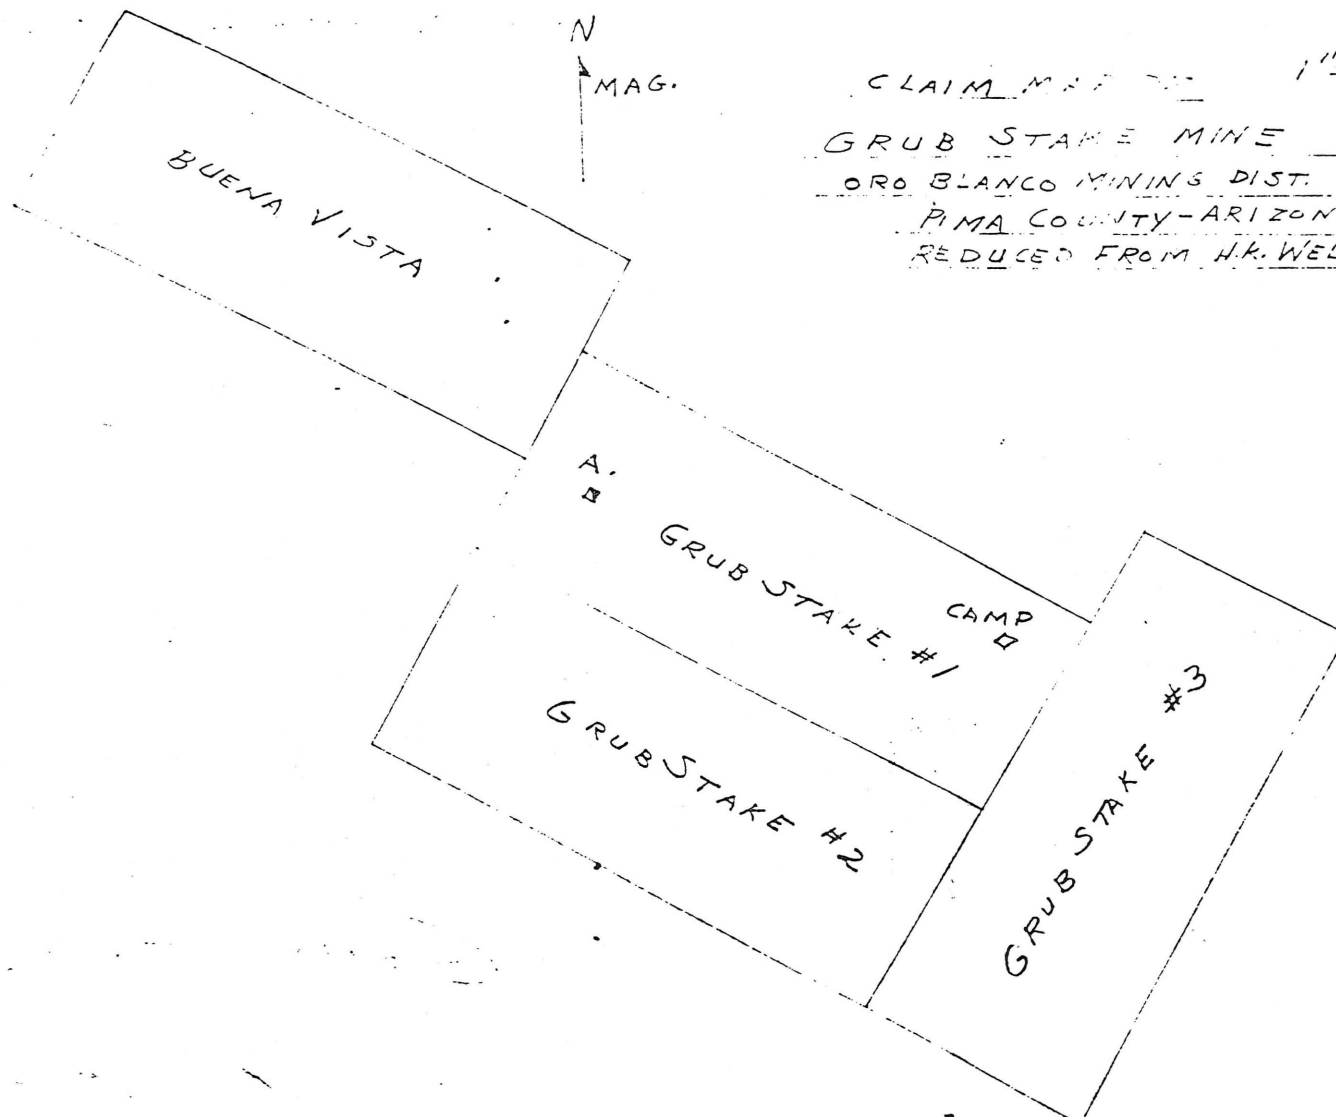 N
MAG.
CLAIM
GRUB STAKE MINE
ORO BLANCO MINING DIST.
PIMA COUNTY-ARIZON
REDUCED FROM H.K. WEL
BUENA VISTA
A.
GRUB STAKE #1
CAMP
GRUB STAKE #2
GRUB STAKE #3